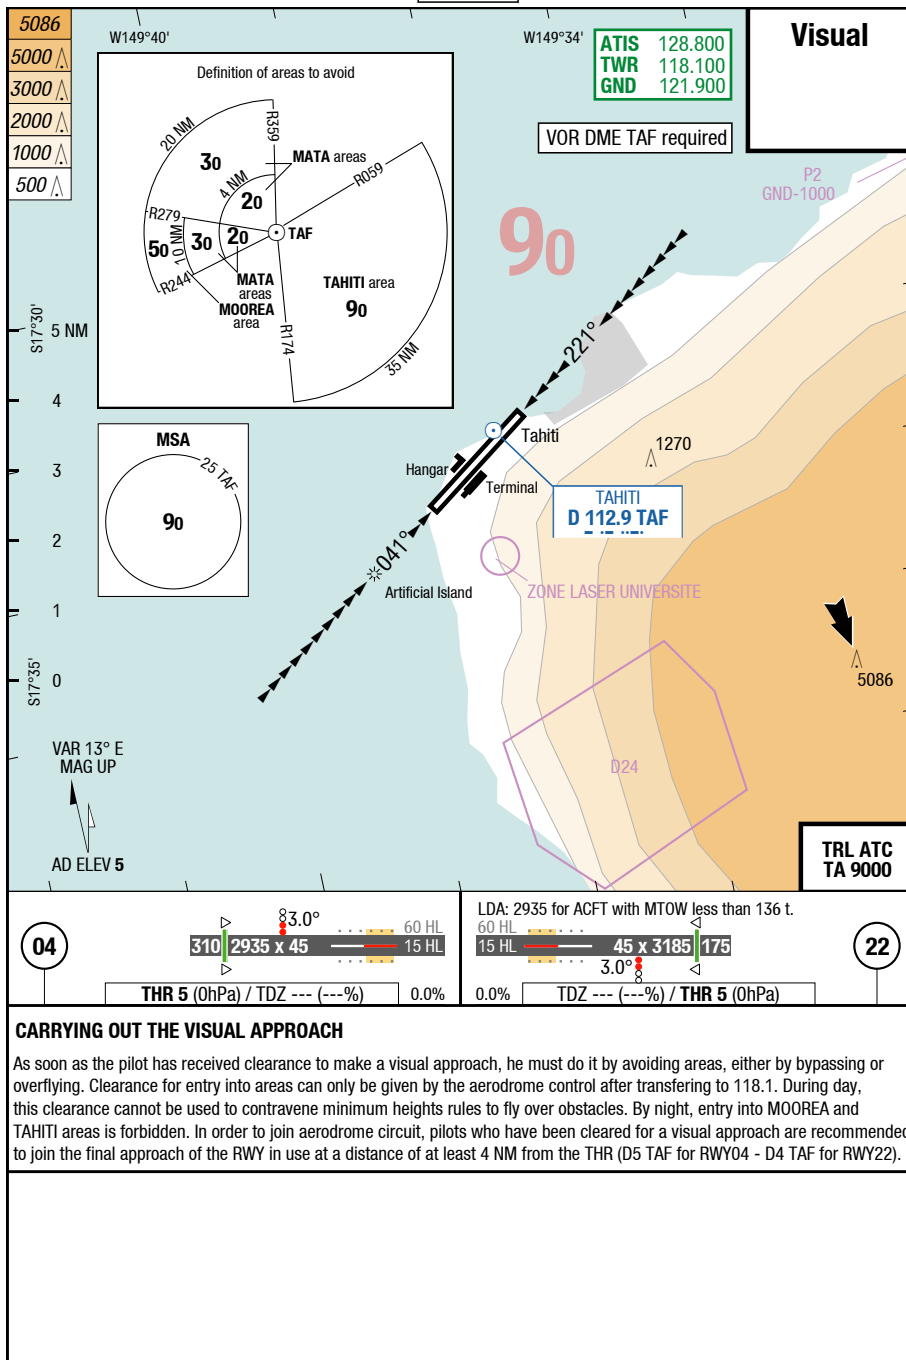 5086
5000
3000
2000
1000
500
W149°40'
W149°34'
ATIS 128.800
TWR 118.100
GND 121.900
Visual
VOR DME TAF required
Definition of areas to avoid
20 NM
R359
30
MATA areas
4 NM
R059
20
R279
TAF
50
10 NM
30
20
R244
MATA
areas
MOOREA
area
TAHITI area
90
R174
35 NM
90
P2
GND-1000
S17°30'
5 NM
4
3
2
1
0
S17°35'
MSA
25 TAF
90
221°
Tahiti
1270
Hangar
Terminal
TAHITI
D 112.9 TAF
041°
Artificial Island
ZONE LASER UNIVERSITE
5086
D24
VAR 13° E
MAG UP
AD ELEV 5
TRL ATC
TA 9000
04
3.0°
60 HL
310 2935 x 45 15 HL
THR 5 (0hPa) / TDZ --- (---%) 0.0%
LDA: 2935 for ACFT with MTOW less than 136 t.
60 HL
15 HL 45 x 3185 175
3.0°
22
0.0% TDZ --- (---%) / THR 5 (0hPa)
CARRYING OUT THE VISUAL APPROACH
As soon as the pilot has received clearance to make a visual approach, he must do it by avoiding areas, either by bypassing or
overflying. Clearance for entry into areas can only be given by the aerodrome control after transfering to 118.1. During day,
this clearance cannot be used to contravene minimum heights rules to fly over obstacles. By night, entry into MOOREA and
TAHITI areas is forbidden. In order to join aerodrome circuit, pilots who have been cleared for a visual approach are recommended
to join the final approach of the RWY in use at a distance of at least 4 NM from the THR (D5 TAF for RWY04 - D4 TAF for RWY22).